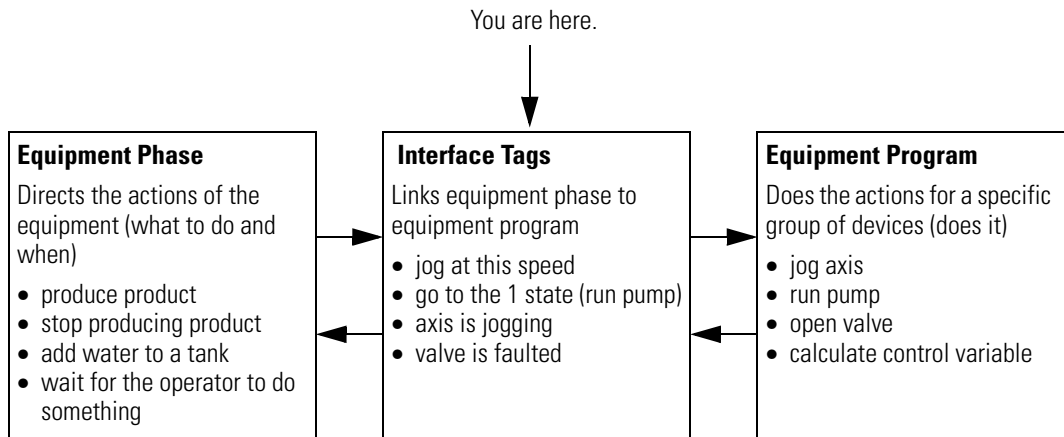 You are here.
Equipment Phase
Directs the actions of the
equipment (what to do and
when)
• produce product
• stop producing product
• add water to a tank
• wait for the operator to do
something
Interface Tags
Links equipment phase to
equipment program
• jog at this speed
• go to the 1 state (run pump)
• axis is jogging
• valve is faulted
Equipment Program
Does the actions for a specific
group of devices (does it)
• jog axis
• run pump
• open valve
• calculate control variable